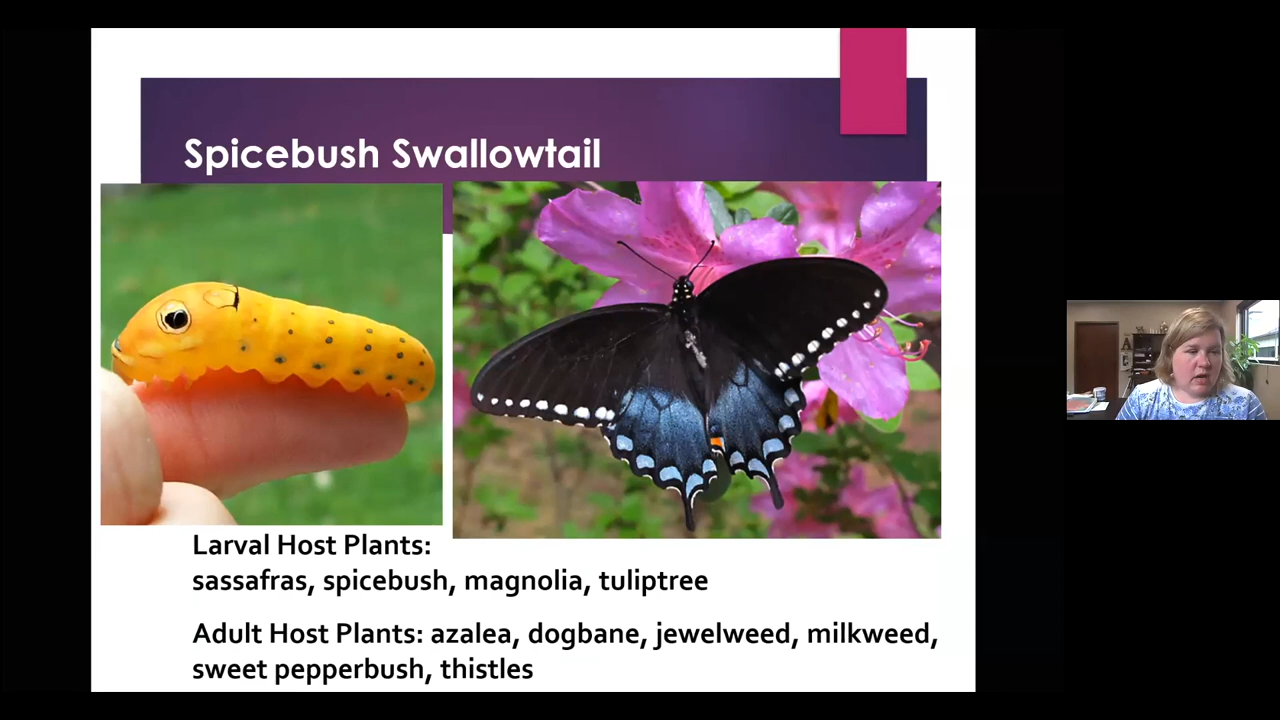 Spicebush Swallowtail
Larval Host Plants:
sassafras, spicebush, magnolia, tuliptree
Adult Host Plants: azalea, dogbane, jewelweed, milkweed,
sweet pepperbush, thistles